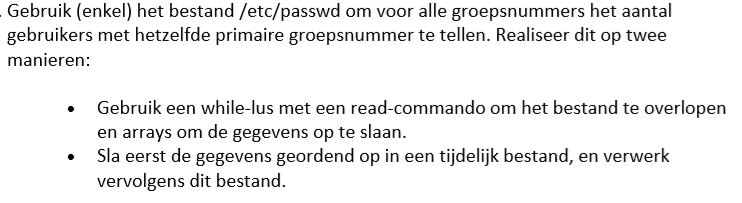 . Gebruik (enkel) het bestand /etc/passwd om voor alle groepsnummers het aantal
gebruikers met hetzelfde primaire groepsnummer te tellen. Realiseer dit op twee
manieren:
• Gebruik een while-lus met een read-commando om het bestand te overlopen
en arrays om de gegevens op te slaan.
• Sla eerst de gegevens geordend op in een tijdelijk bestand, en verwerk
vervolgens dit bestand.